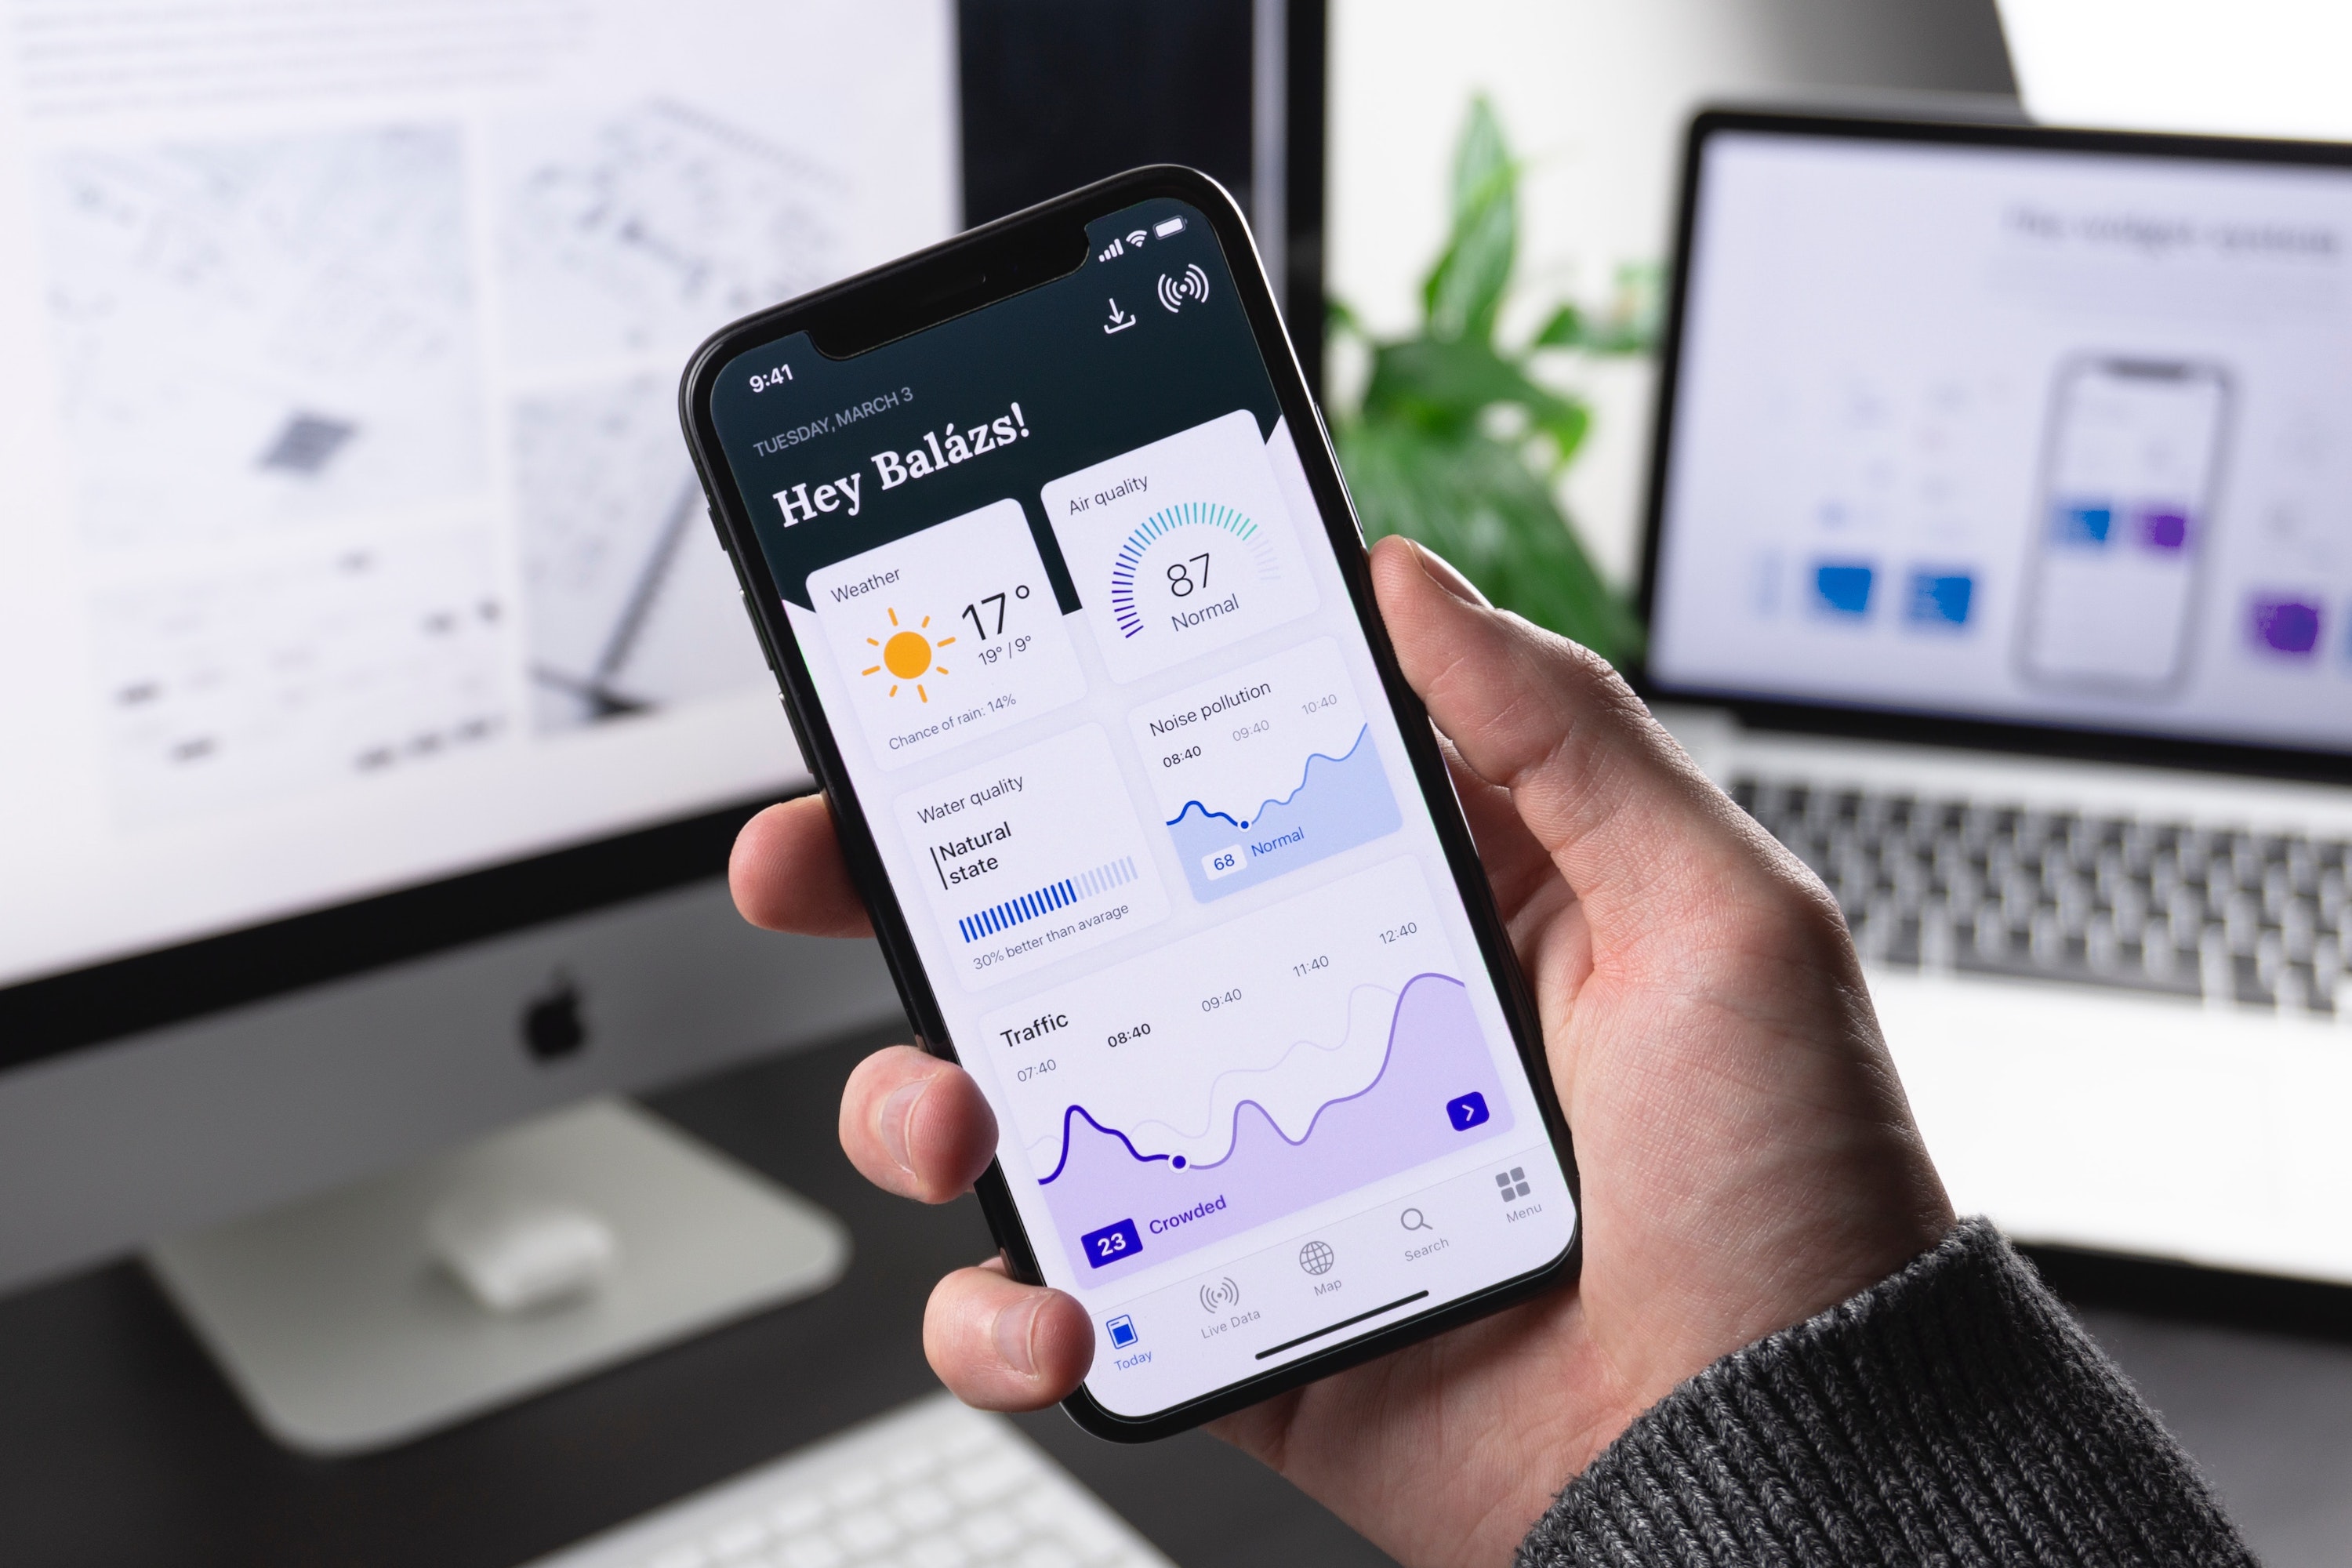 9:41
TUESDAY, MARCH 3
Hey Balázs!
Weather
17°
19° / 9°
Chance of rain: 14%
Air quality
87
Normal
Water quality
Natural
state
30% better than avarage
Noise pollution
08:40 09:40 10:40
68 Normal
Traffic
07:40 08:40 09:40 11:40 12:40
23 Crowded
Today Live Data Map Search Menu